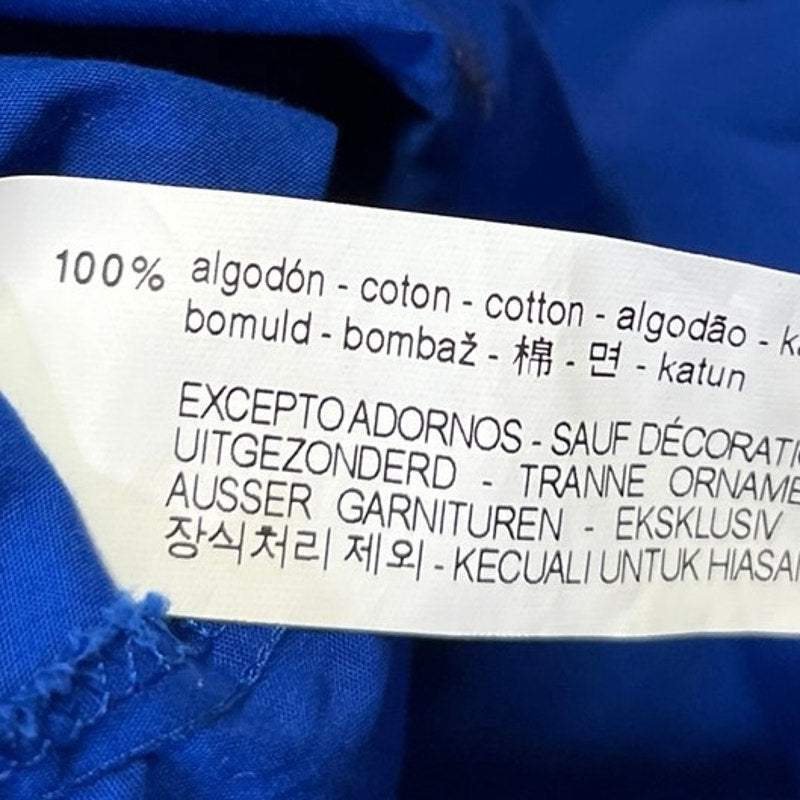 100% algodón - coton - cotton - algodão -
bomuld - bombaž - 棉 - 면 - katun
EXCEPTO ADORNOS - SAUF DÉCORATI
UITGEZONDERD - TRANNE ORNAME
AUSSER GARNITUREN - EKSKLUSIV
장식처리 제외 - KECUALI UNTUK HIASA